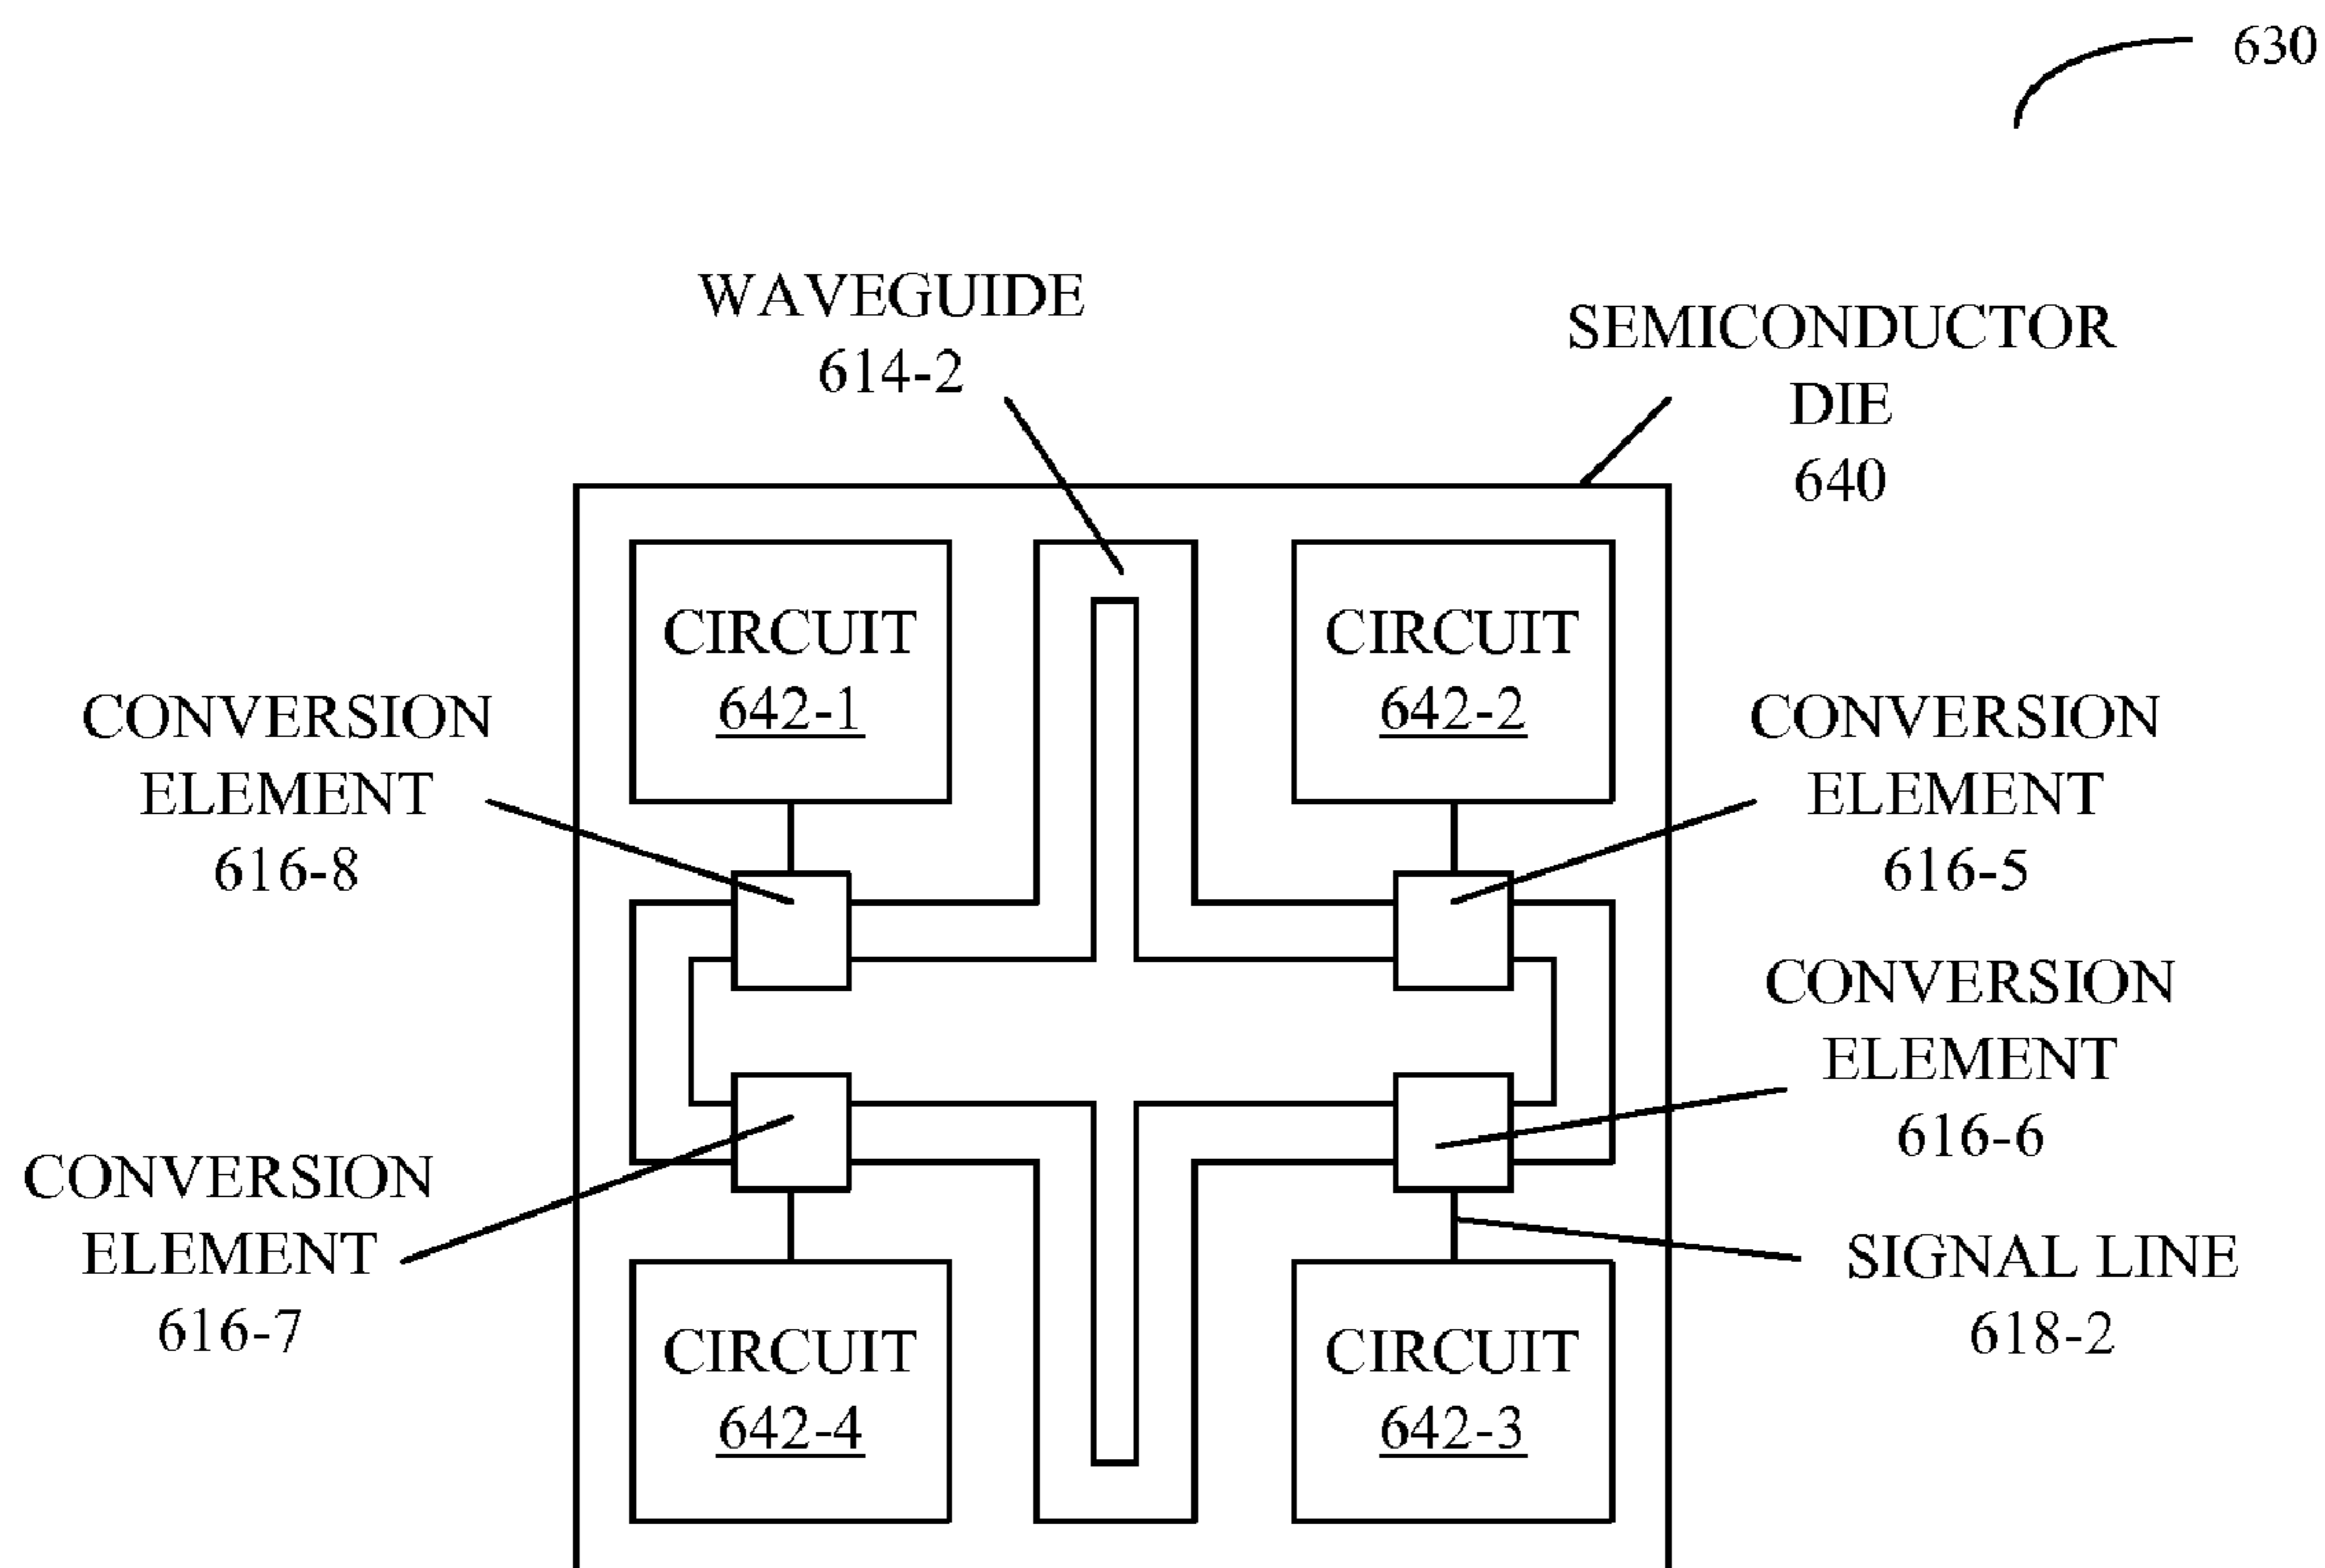 630
WAVEGUIDE
614-2
SEMICONDUCTOR
DIE
640
CIRCUIT
642-1
CIRCUIT
642-2
CONVERSION
ELEMENT
616-8
CONVERSION
ELEMENT
616-5
CONVERSION
ELEMENT
616-6
CONVERSION
ELEMENT
616-7
SIGNAL LINE
618-2
CIRCUIT
642-4
CIRCUIT
642-3